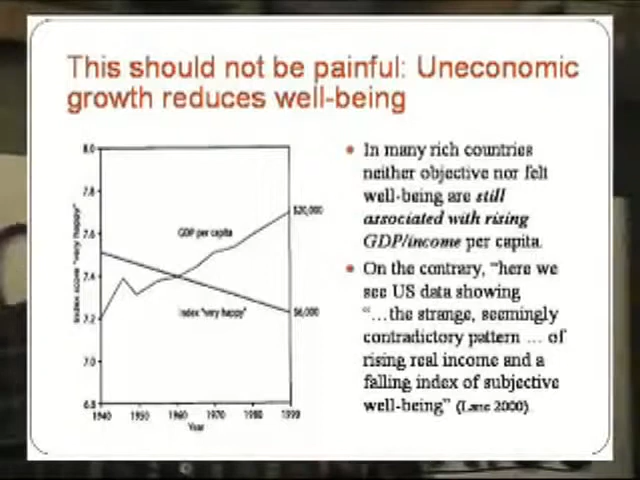 This should not be painful: Uneconomic
growth reduces well-being
8.0
7.8
7.6
7.4
7.2
7.0
6.8
Index score "very happy"
GDP per capita
$20,000
Index "very happy"
$6,000
1940
1950
1960
1970
1980
1990
Year
• In many rich countries
neither objective nor felt
well-being are still
associated with rising
GDP/income per capita.
• On the contrary, "here we
see US data showing
"…the strange, seemingly
contradictory pattern … of
rising real income and a
falling index of subjective
well-being" (Lane 2000)